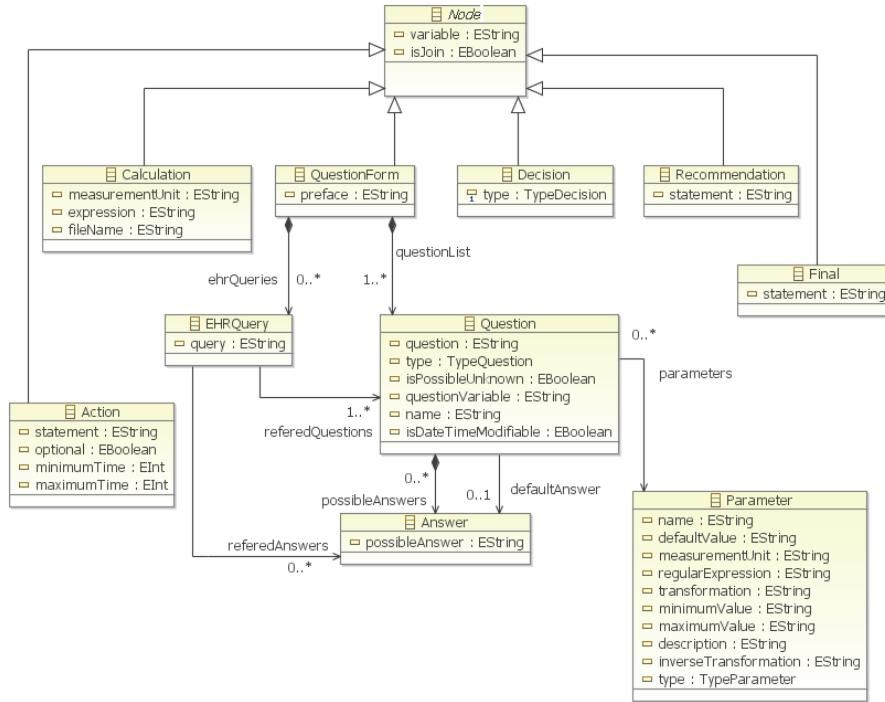 Node
variable : EString
isJoin : EBoolean
Calculation
measurementUnit : EString
expression : EString
fileName : EString
QuestionForm
preface : EString
Decision
1 type : TypeDecision
Recommendation
statement : EString
questionList
ehrQueries
0..*
1..*
Final
statement : EString
EHRQuery
query : EString
Question
question : EString
type : TypeQuestion
isPossibleUnknown : EBoolean
questionVariable : EString
name : EString
isDateTimeModifiable : EBoolean
0..*
parameters
1..*
referedQuestions
Action
statement : EString
optional : EBoolean
minimumTime : EInt
maximumTime : EInt
0..*
possibleAnswers
0..1
defaultAnswer
Answer
possibleAnswer : EString
referedAnswers
0..*
Parameter
name : EString
defaultValue : EString
measurementUnit : EString
regularExpression : EString
transformation : EString
minimumValue : EString
maximumValue : EString
description : EString
inverseTransformation : EString
type : TypeParameter